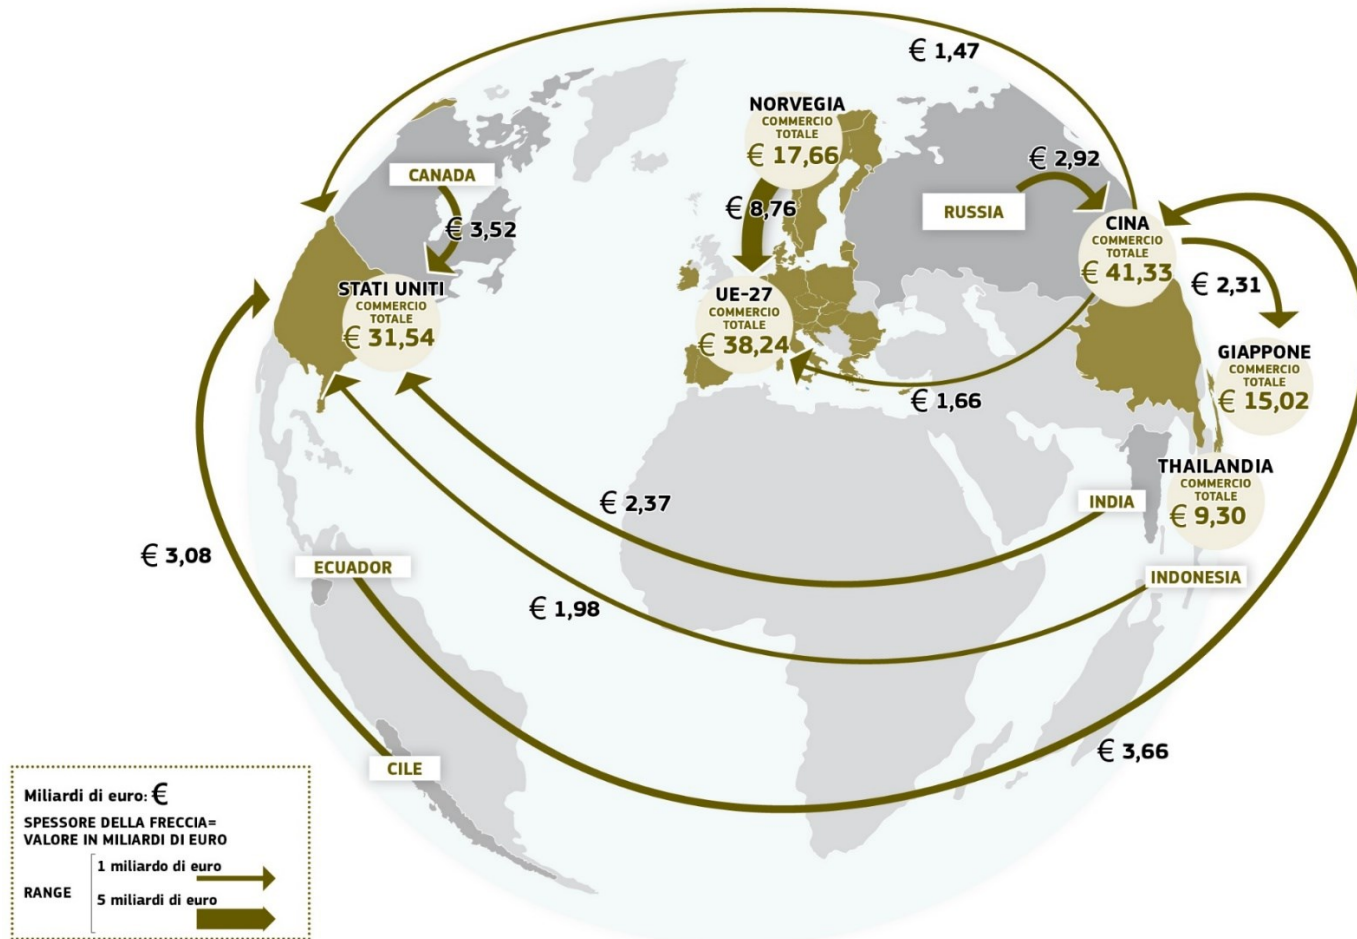 € 1,47
NORVEGIA
COMMERCIO
TOTALE
€ 17,66
CANADA
€ 3,52
€ 8,76
€ 2,92
RUSSIA
CINA
COMMERCIO
TOTALE
€ 41,33
€ 2,31
STATI UNITI
COMMERCIO
TOTALE
€ 31,54
UE-27
COMMERCIO
TOTALE
€ 38,24
GIAPPONE
COMMERCIO
TOTALE
€ 15,02
€ 1,66
THAILANDIA
COMMERCIO
TOTALE
€ 9,30
INDIA
€ 2,37
€ 3,08
ECUADOR
INDONESIA
€ 1,98
€ 3,66
CILE
Miliardi di euro: €
SPESSORE DELLA FRECCIA=
VALORE IN MILIARDI DI EURO
RANGE
1 miliardo di euro
5 miliardi di euro